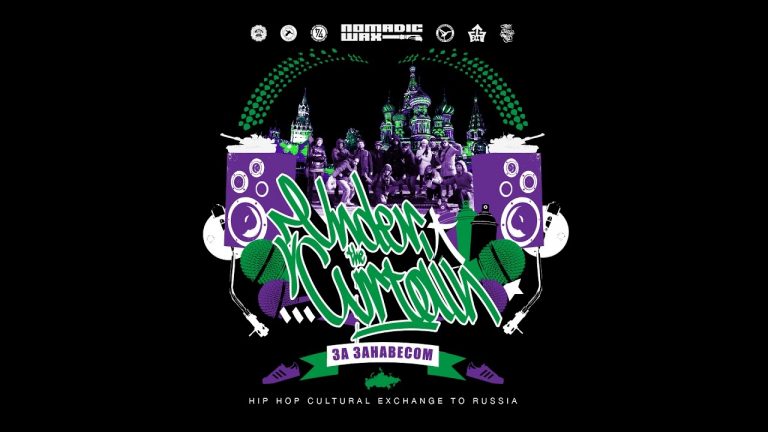 NOMADIC
WAX
Under
the
Curtain
ЗА ЗАНАВЕСОМ
HIP HOP CULTURAL EXCHANGE TO RUSSIA